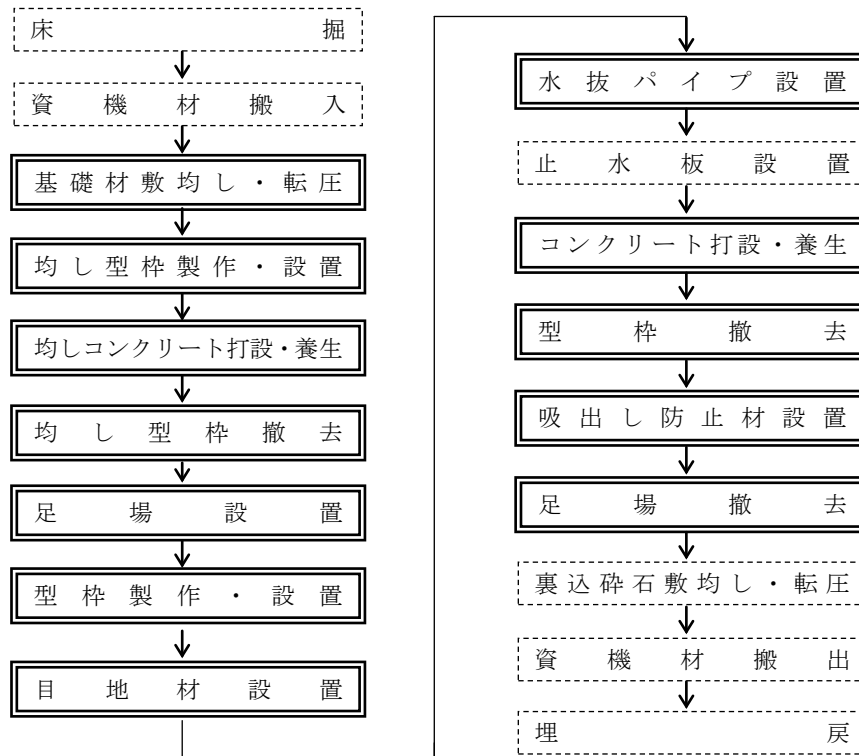 床掘
資機材搬入
基礎材敷均し・転圧
均し型枠製作・設置
均しコンクリート打設・養生
均し型枠撤去
足場設置
型枠製作・設置
目地材設置
水抜パイプ設置
止水板設置
コンクリート打設・養生
型枠撤去
吸出し防止材設置
足場撤去
裏込砕石敷均し・転圧
資機材搬出
埋戻